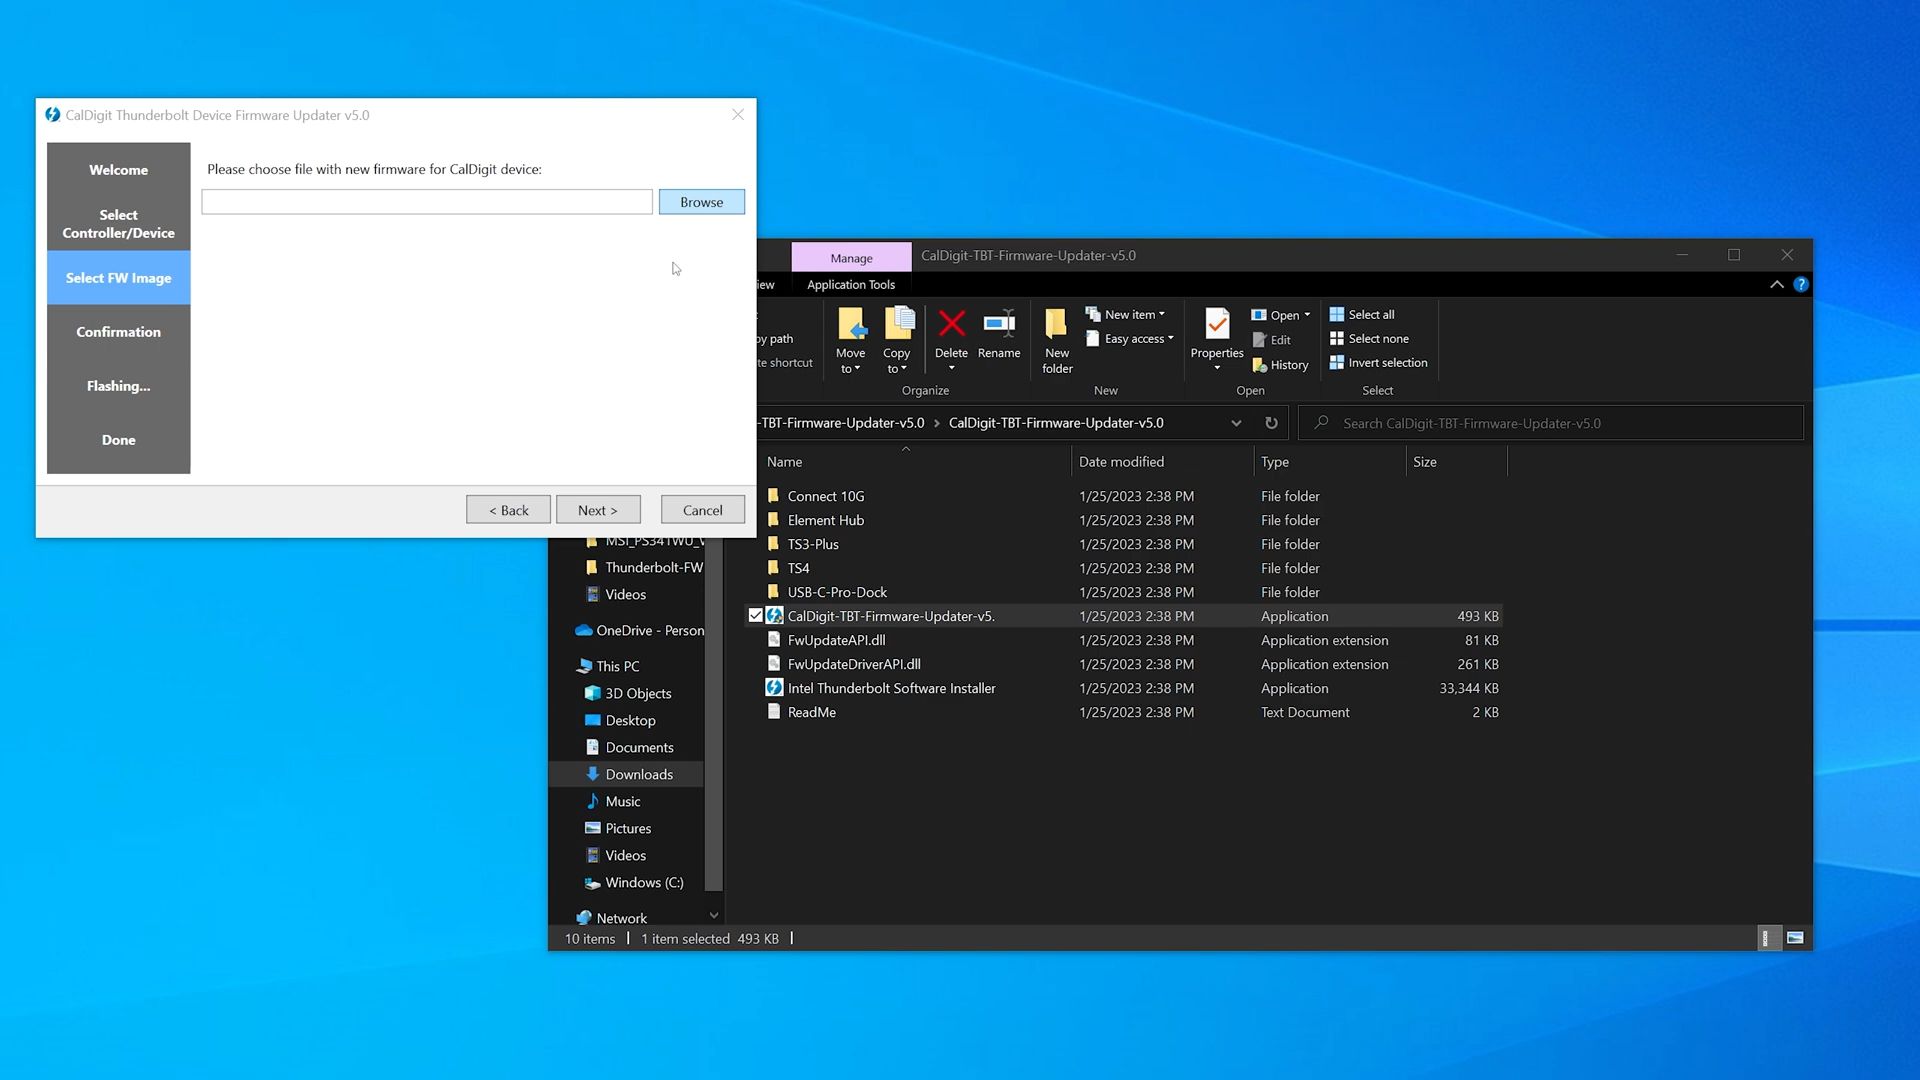 CalDigit Thunderbolt Device Firmware Updater v5.0
Welcome
Select
Controller/Device
Select FW Image
Confirmation
Flashing...
Done
Please choose file with new firmware for CalDigit device:
Browse
< Back
Next >
Cancel
Manage
CalDigit-TBT-Firmware-Updater-v5.0
iew
Application Tools
?
py path
te shortcut
Move
to
Copy
to
Delete
Rename
Organize
New
folder
New item
Easy access
New
Properties
Open
Edit
History
Open
Select all
Select none
Invert selection
Select
-TBT-Firmware-Updater-v5.0 > CalDigit-TBT-Firmware-Updater-v5.0
Search CalDigit-TBT-Firmware-Updater-v5.0
Name Date modified Type Size
Connect 10G 1/25/2023 2:38 PM File folder
Element Hub 1/25/2023 2:38 PM File folder
TS3-Plus 1/25/2023 2:38 PM File folder
TS4 1/25/2023 2:38 PM File folder
USB-C-Pro-Dock 1/25/2023 2:38 PM File folder
CalDigit-TBT-Firmware-Updater-v5. 1/25/2023 2:38 PM Application 493 KB
FwUpdateAPI.dll 1/25/2023 2:38 PM Application extension 81 KB
FwUpdateDriverAPI.dll 1/25/2023 2:38 PM Application extension 261 KB
Intel Thunderbolt Software Installer 1/25/2023 2:38 PM Application 33,344 KB
ReadMe 1/25/2023 2:38 PM Text Document 2 KB
Thunderbolt-FW
Videos
OneDrive - Person
This PC
3D Objects
Desktop
Documents
Downloads
Music
Pictures
Videos
Windows (C:)
Network
10 items 1 item selected 493 KB